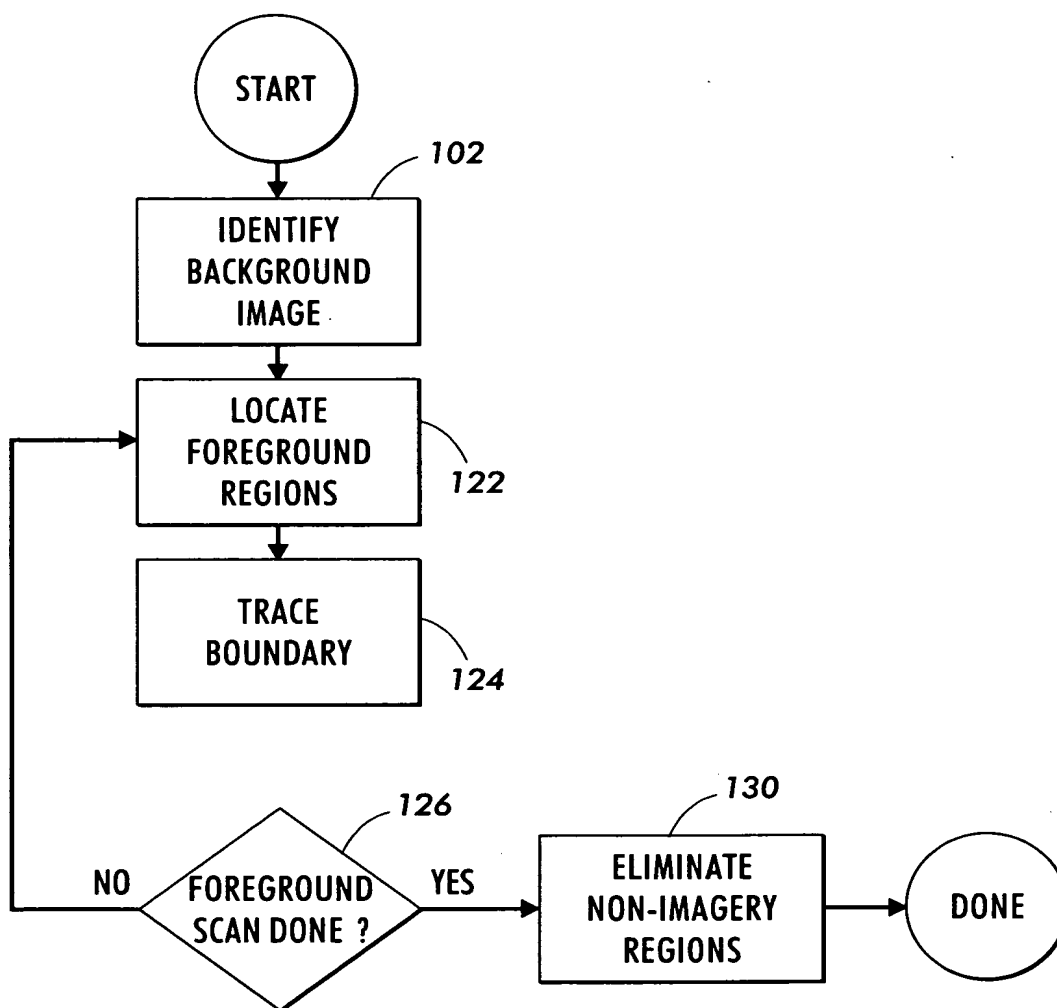 START
102
IDENTIFY
BACKGROUND
IMAGE
LOCATE
FOREGROUND
REGIONS
122
TRACE
BOUNDARY
124
126
FOREGROUND
SCAN DONE ?
NO
YES
130
ELIMINATE
NON-IMAGERY
REGIONS
DONE